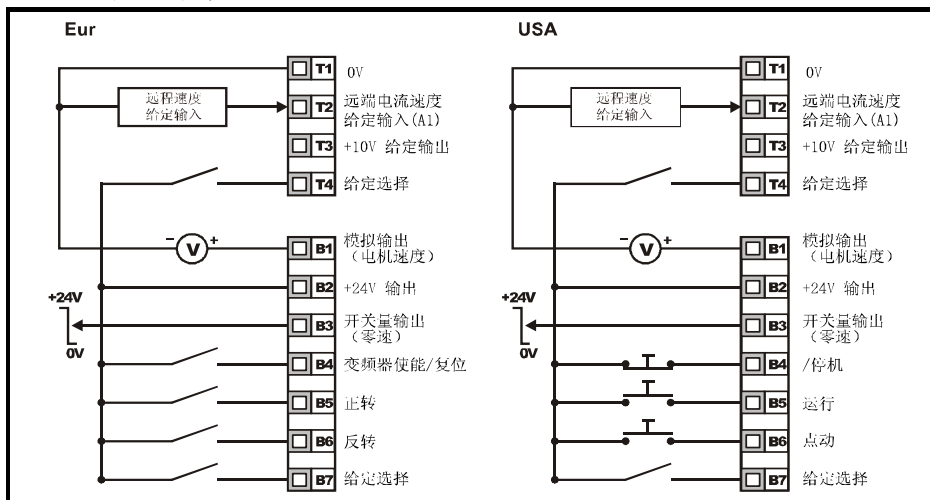 Eur
T1 0V
远程速度
给定输入
T2 远端电流速度
给定输入(A1)
T3 +10V 给定输出
T4 给定选择
- V +
B1 模拟输出
（电机速度）
B2 +24V 输出
+24V
0V
B3 开关量输出
（零速）
B4 变频器使能/复位
B5 正转
B6 反转
B7 给定选择
USA
T1 0V
远程速度
给定输入
T2 远端电流速度
给定输入(A1)
T3 +10V 给定输出
T4 给定选择
- V +
B1 模拟输出
（电机速度）
B2 +24V 输出
+24V
0V
B3 开关量输出
（零速）
B4 /停机
B5 运行
B6 点动
B7 给定选择